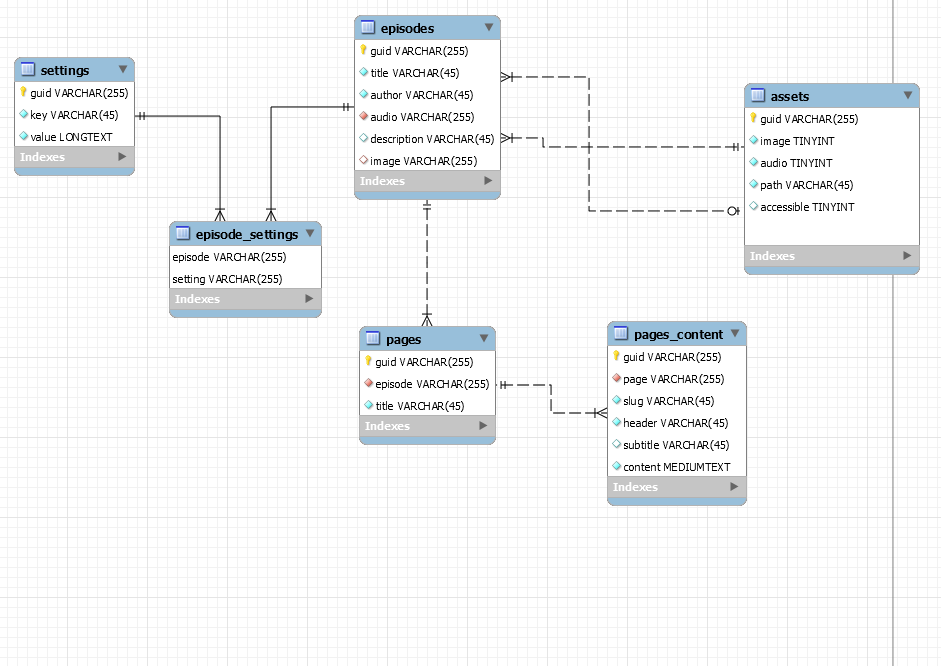 settings
guid VARCHAR(255)
key VARCHAR(45)
value LONGTEXT
Indexes
episodes
guid VARCHAR(255)
title VARCHAR(45)
author VARCHAR(45)
audio VARCHAR(255)
description VARCHAR(45)
image VARCHAR(255)
Indexes
assets
guid VARCHAR(255)
image TINYINT
audio TINYINT
path VARCHAR(45)
accessible TINYINT
Indexes
episode_settings
episode VARCHAR(255)
setting VARCHAR(255)
Indexes
pages
guid VARCHAR(255)
episode VARCHAR(255)
title VARCHAR(45)
Indexes
pages_content
guid VARCHAR(255)
page VARCHAR(255)
slug VARCHAR(45)
header VARCHAR(45)
subtitle VARCHAR(45)
content MEDIUMTEXT
Indexes